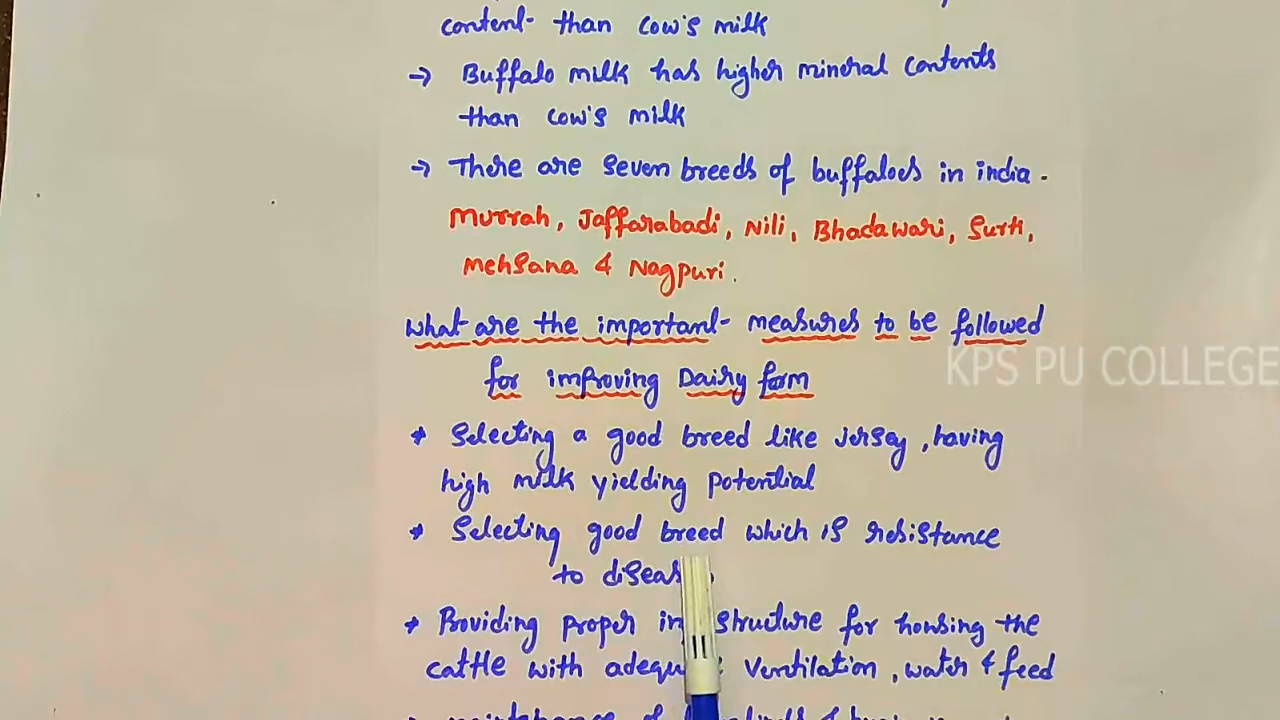 content than cow's milk
→ Buffalo milk has higher mineral contents
than cow's milk
→ There are seven breeds of buffaloes in india.
Murrah, Jaffarabadi, Nili, Bhadawari, Surti,
Mehsana & Nagpuri.
What are the important measures to be followed
for improving Dairy farm
KPS PU COLLEGE
* Selecting a good breed like Jersey, having
high milk yielding potential
* Selecting good breed which is resistance
to
* Providing proper structure for housing the
cattle with ventilation, water & feed
* maintenance of